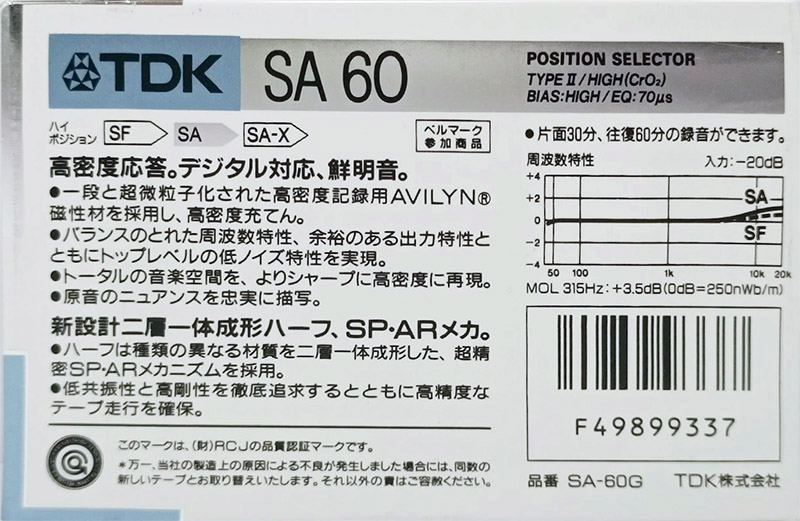 TDK SA 60
POSITION SELECTOR
TYPE II/HIGH(CrO₂)
BIAS:HIGH/EQ:70μs
ハイ
ポジション SF SA SA-X
ベルマーク
参加商品
高密度応答。デジタル対応、鮮明音。
●一段と超微粒子化された高密度記録用AVILYN®
磁性材を採用し、高密度充てん。
●バランスのとれた周波数特性、余裕のある出力特性と
ともにトップレベルの低ノイズ特性を実現。
●トータルの音楽空間を、よりシャープに高密度に再現。
●原音のニュアンスを忠実に描写。
新設計二層一体成形ハーフ、SP・ARメカ。
●ハーフは種類の異なる材質を二層一体成形した、超精
密SP・ARメカニズムを採用。
●低共振性と高剛性を徹底追求するとともに高精度な
テープ走行を確保。
このマークは、(財)RCJの品質認証マークです。
*万一、当社の製造上の原因による不良が発生しました場合には、同数の
新しいテープとお取り替えいたします。それ以外の責はご容赦ください。
●片面30分、往復60分の録音ができます。
周波数特性 入力:−20dB
+4
+2
0
−2
−4
SA
SF
50 100 1k 10k 20k
MOL 315Hz:+3.5dB(0dB=250nWb/m)
F49899337
品番 SA-60G TDK株式会社